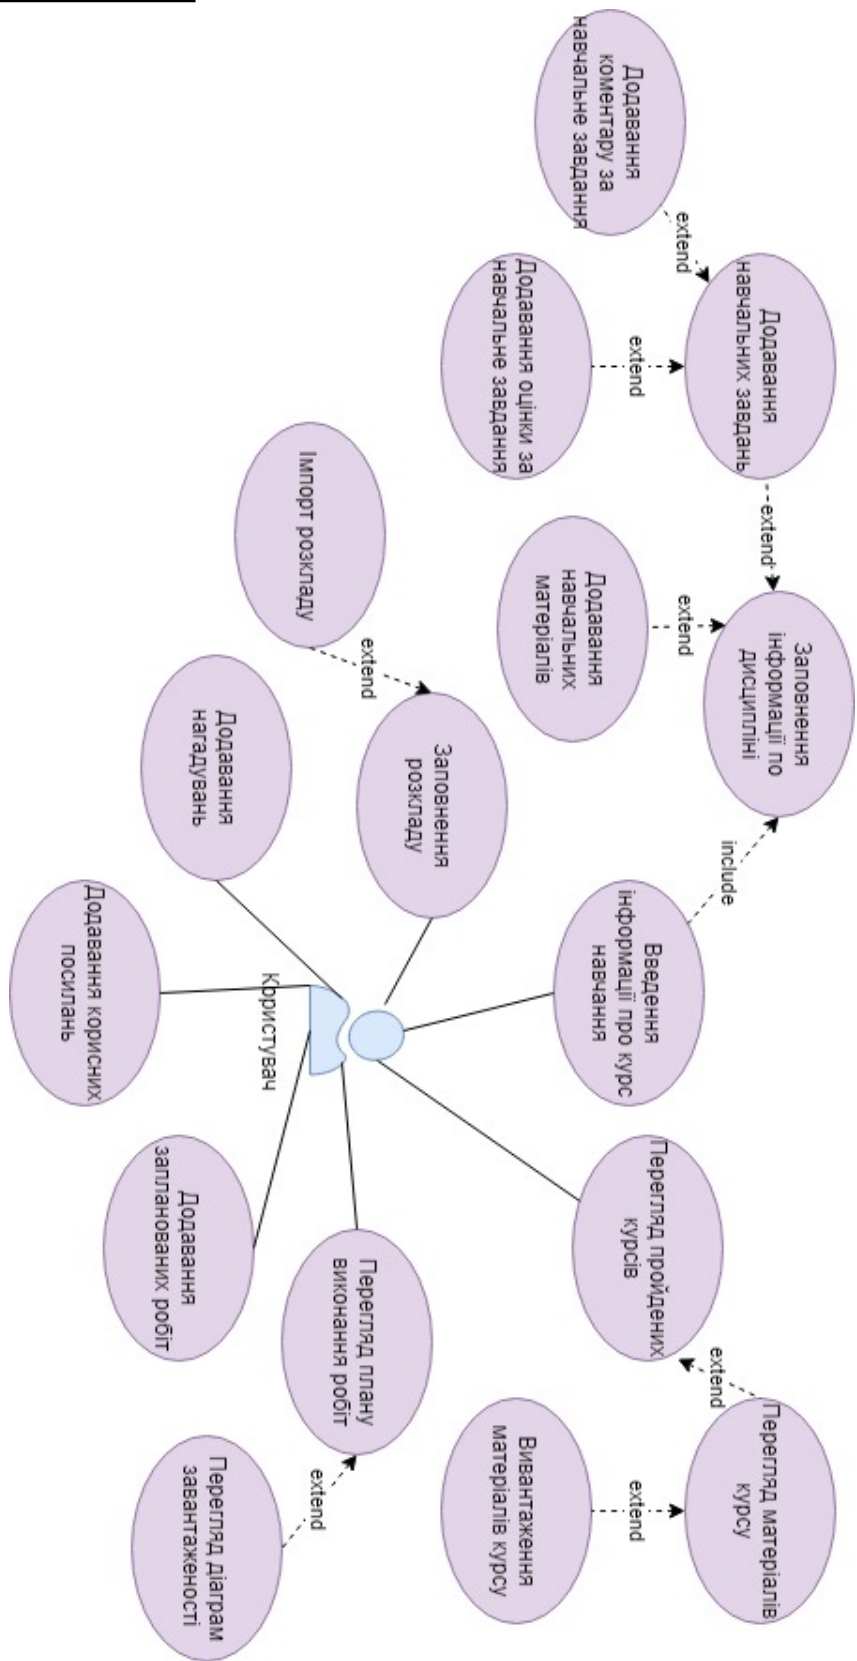 Додавання
коментару за
навчальне завдання
extend
Додавання
навчальних завдань
Додавання оцінки за
навчальне завдання
extend
extend
Заповнення
інформації по
дисципліні
Додавання
навчальних
матеріалів
extend
include
Введення
інформації про курс
навчання
Імпорт розкладу
extend
Заповнення
розкладу
Додавання
нагадувань
Додавання корисних
посилань
Користувач
Додавання
запланованих робіт
Перегляд плану
виконання робіт
extend
Перегляд діаграм
завантаженості
Перегляд пройдених
курсів
extend
Перегляд матеріалів
курсу
extend
Вивантаження
матеріалів курсу